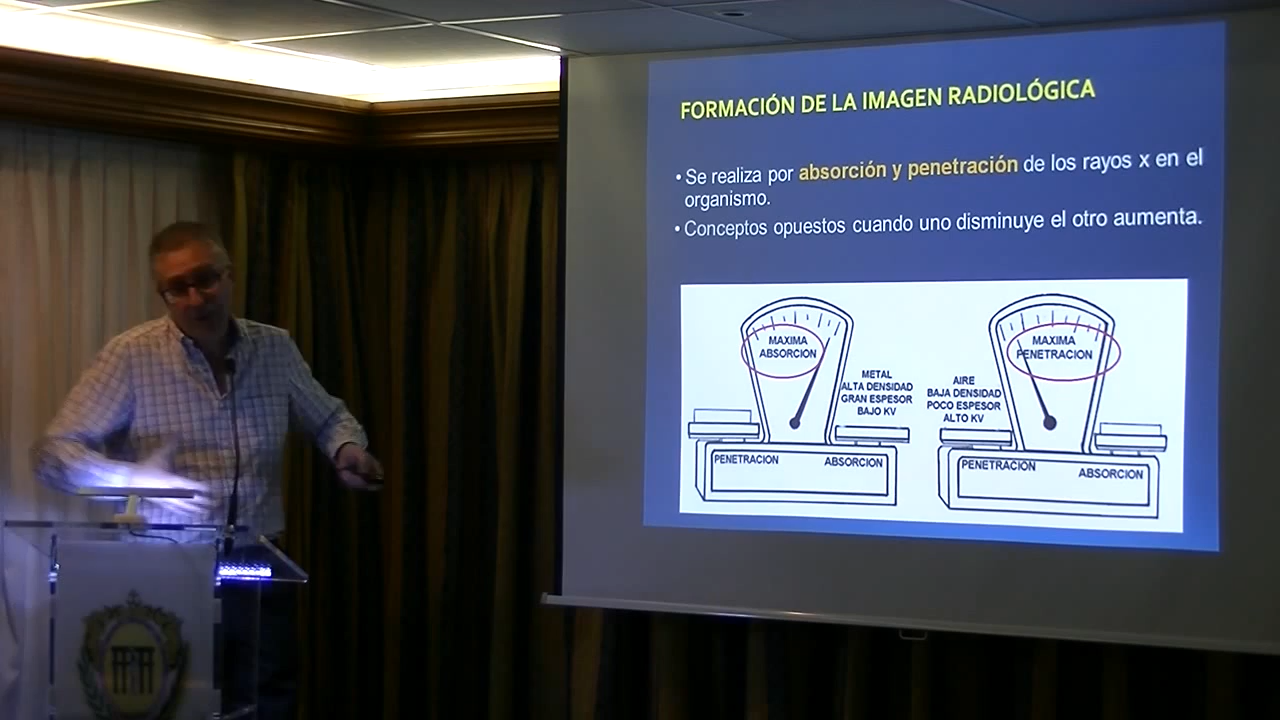 FORMACIÓN DE LA IMAGEN RADIOLÓGICA
• Se realiza por absorción y penetración de los rayos x en el
organismo.
• Conceptos opuestos cuando uno disminuye el otro aumenta.
MAXIMA
ABSORCION
METAL
ALTA DENSIDAD
GRAN ESPESOR
BAJO KV
PENETRACION
ABSORCION
MAXIMA
PENETRACION
AIRE
BAJA DENSIDAD
POCO ESPESOR
ALTO KV
PENETRACION
ABSORCION